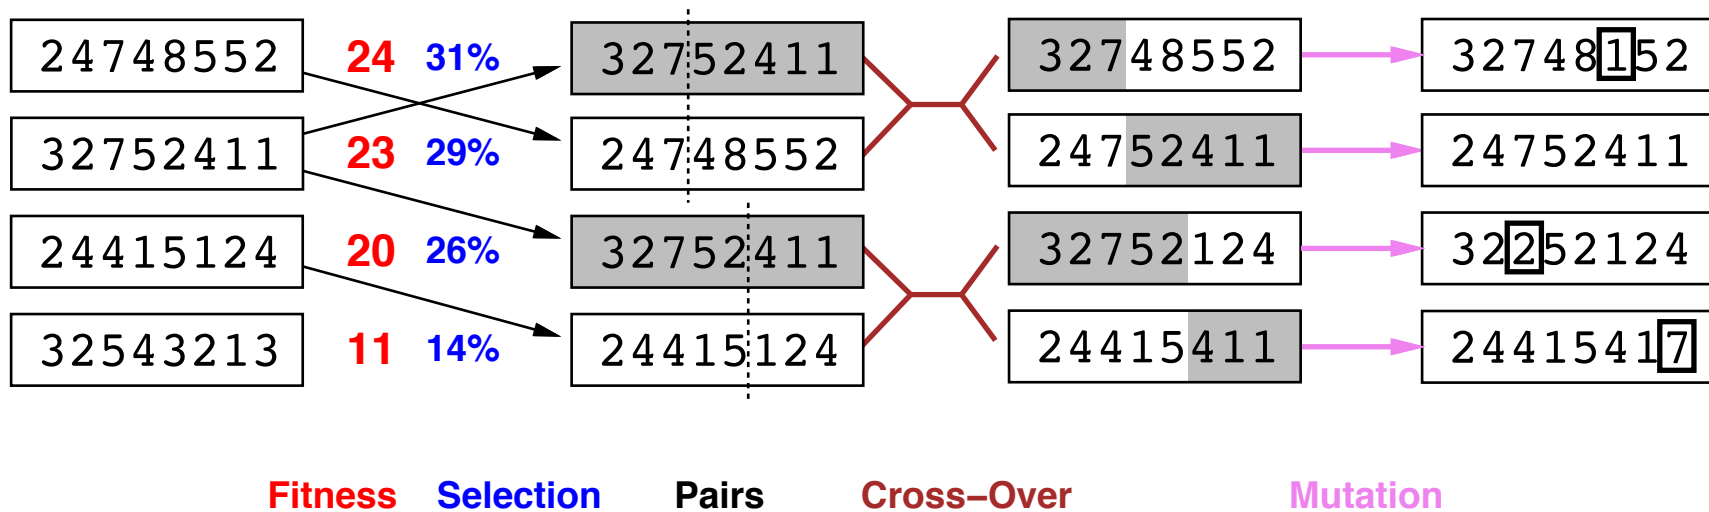 24748552 24 31% 32752411 32748552 32748152
32752411 23 29% 24748552 24752411 24752411
24415124 20 26% 32752411 32752124 32252124
32543213 11 14% 24415124 24415411 24415417
Fitness Selection Pairs Cross–Over Mutation